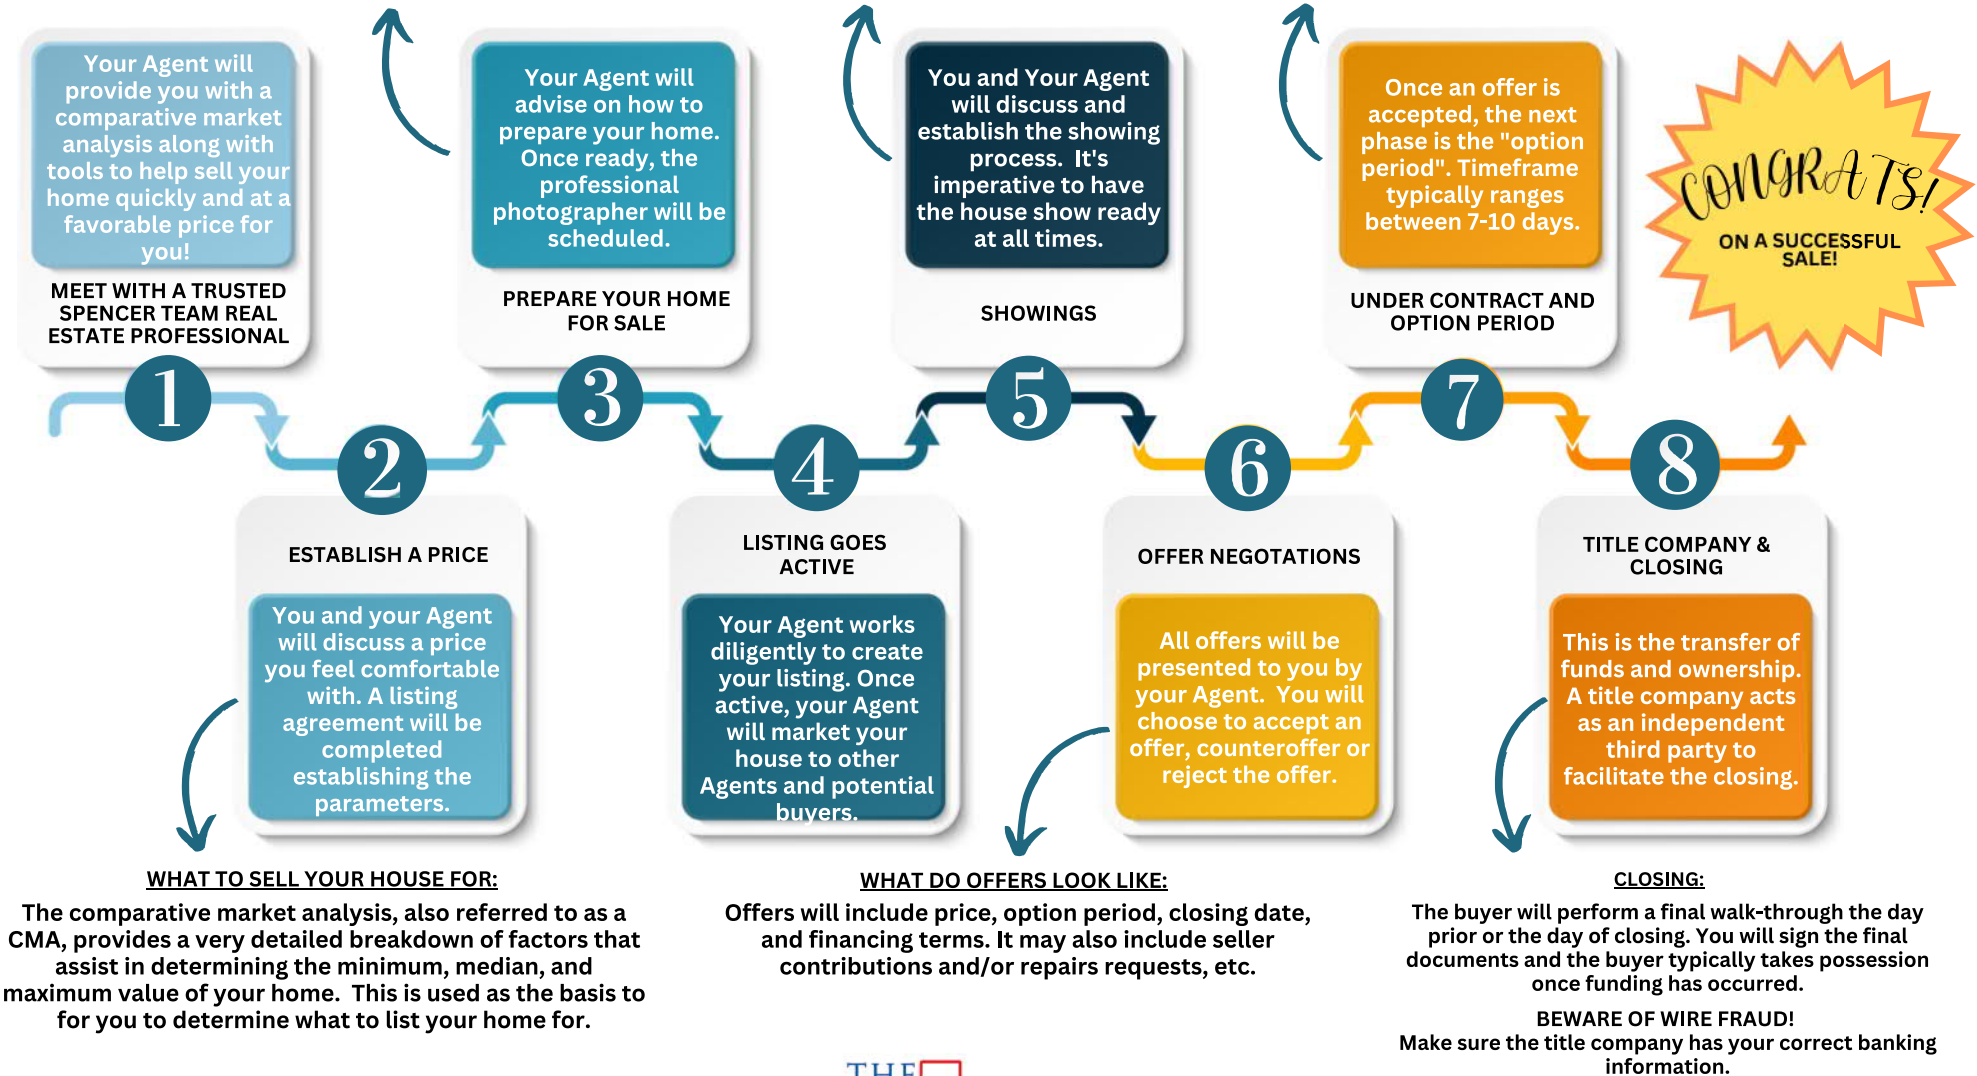 Your Agent will
provide you with a
comparative market
analysis along with
tools to help sell your
home quickly and at a
favorable price for
you!
MEET WITH A TRUSTED
SPENCER TEAM REAL
ESTATE PROFESSIONAL
1
2
ESTABLISH A PRICE
You and your Agent
will discuss a price
you feel comfortable
with. A listing
agreement will be
completed
establishing the
parameters.
WHAT TO SELL YOUR HOUSE FOR:
The comparative market analysis, also referred to as a
CMA, provides a very detailed breakdown of factors that
assist in determining the minimum, median, and
maximum value of your home. This is used as the basis to
for you to determine what to list your home for.
Your Agent will
advise on how to
prepare your home.
Once ready, the
professional
photographer will be
scheduled.
PREPARE YOUR HOME
FOR SALE
3
4
LISTING GOES
ACTIVE
Your Agent works
diligently to create
your listing. Once
active, your Agent
will market your
house to other
Agents and potential
buyers.
You and Your Agent
will discuss and
establish the showing
process. It's
imperative to have
the house show ready
at all times.
SHOWINGS
5
6
OFFER NEGOTATIONS
All offers will be
presented to you by
your Agent. You will
choose to accept an
offer, counteroffer or
reject the offer.
WHAT DO OFFERS LOOK LIKE:
Offers will include price, option period, closing date,
and financing terms. It may also include seller
contributions and/or repairs requests, etc.
Once an offer is
accepted, the next
phase is the "option
period". Timeframe
typically ranges
between 7-10 days.
UNDER CONTRACT AND
OPTION PERIOD
7
8
TITLE COMPANY &
CLOSING
This is the transfer of
funds and ownership.
A title company acts
as an independent
third party to
facilitate the closing.
CLOSING:
The buyer will perform a final walk-through the day
prior or the day of closing. You will sign the final
documents and the buyer typically takes possession
once funding has occurred.
BEWARE OF WIRE FRAUD!
Make sure the title company has your correct banking
information.
CONGRATS!
ON A SUCCESSFUL
SALE!
THE